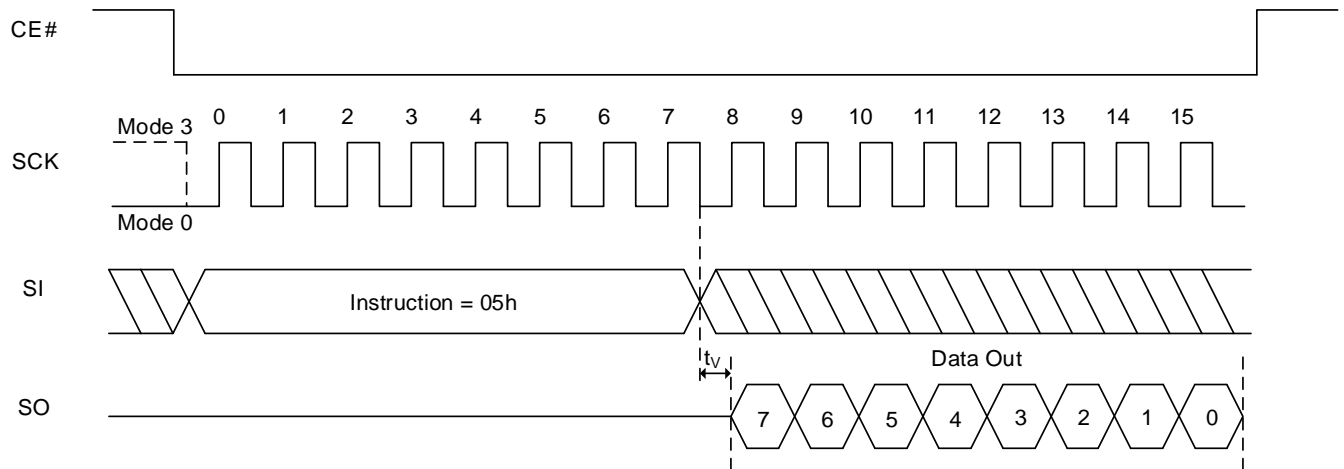 CE#
0 1 2 3 4 5 6 7 8 9 10 11 12 13 14 15
Mode 3
SCK
Mode 0
SI
Instruction = 05h
tV
Data Out
SO
7 6 5 4 3 2 1 0